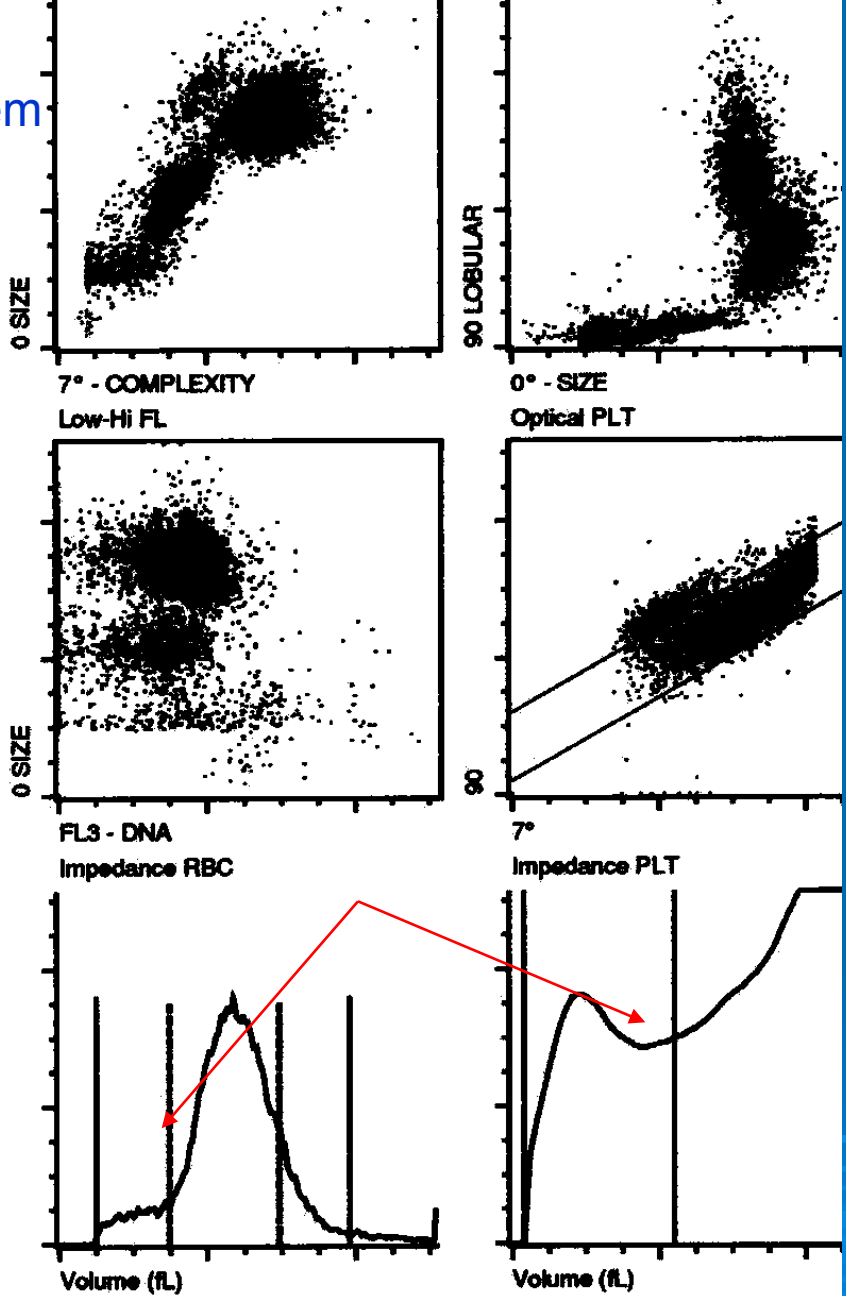 em
0 SIZE
90 LOBULAR
7° - COMPLEXITY
0° - SIZE
Low-Hi FL
Optical PLT
0 SIZE
90
FL3 - DNA
7°
Impedance RBC
Impedance PLT
Volume (fL)
Volume (fL)